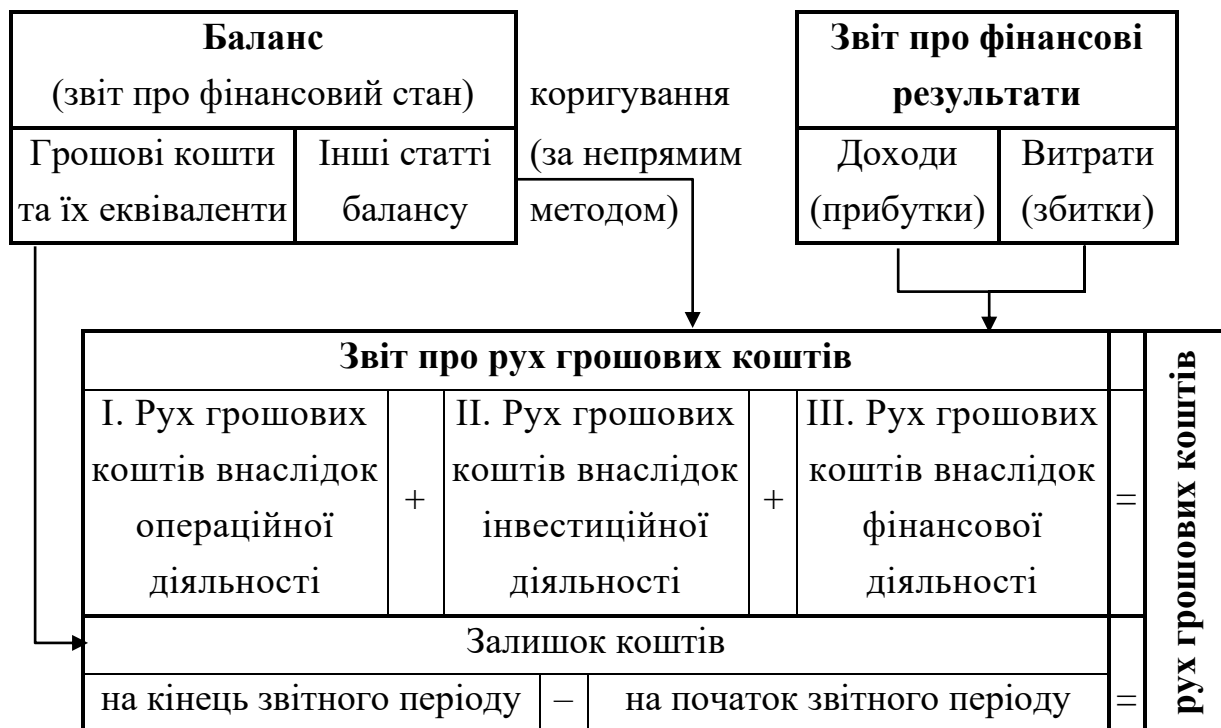 Баланс
(звіт про фінансовий стан)
Грошові кошти
та їх еквіваленти
Інші статті
балансу
коригування
(за непрямим
методом)
Звіт про фінансові
результати
Доходи
(прибутки)
Витрати
(збитки)
Звіт про рух грошових коштів
I. Рух грошових
коштів внаслідок
операційної
діяльності
+
II. Рух грошових
коштів внаслідок
інвестиційної
діяльності
+
III. Рух грошових
коштів внаслідок
фінансової
діяльності
=
Залишок коштів
на кінець звітного періоду
–
на початок звітного періоду
=
рух грошових коштів